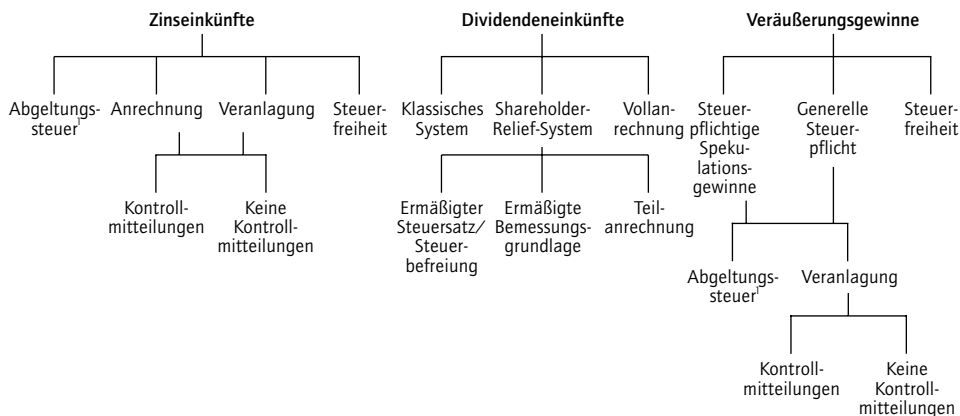 Zinseinkünfte
Abgeltungs-
steuer¹
Anrechnung
Veranlagung
Steuer-
freiheit
Kontroll-
mitteilungen
Keine
Kontroll-
mitteilungen
Dividendeneinkünfte
Klassisches
System
Shareholder-
Relief-System
Vollan-
rechnung
Ermäßigter
Steuersatz/
Steuer-
befreiung
Ermäßigte
Bemessungs-
grundlage
Teil-
anrechnung
Veräußerungsgewinne
Steuer-
pflichtige
Speku-
lations-
gewinne
Generelle
Steuer-
pflicht
Steuer-
freiheit
Abgeltungs-
steuer¹
Veranlagung
Kontroll-
mitteilungen
Keine
Kontroll-
mitteilungen